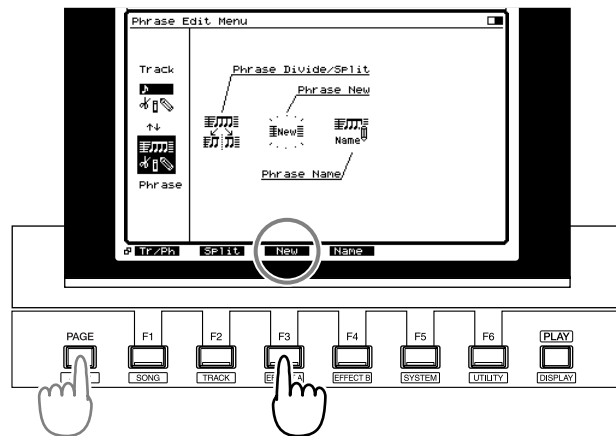 Phrase Edit Menu
Track
Phrase Divide/Split
Phrase New
New
Name
Phrase Name
Phrase
Tr/Ph Split New Name
PAGE F1 F2 F3 F4 F5 F6 PLAY
SONG TRACK EFFECT B SYSTEM UTILITY DISPLAY